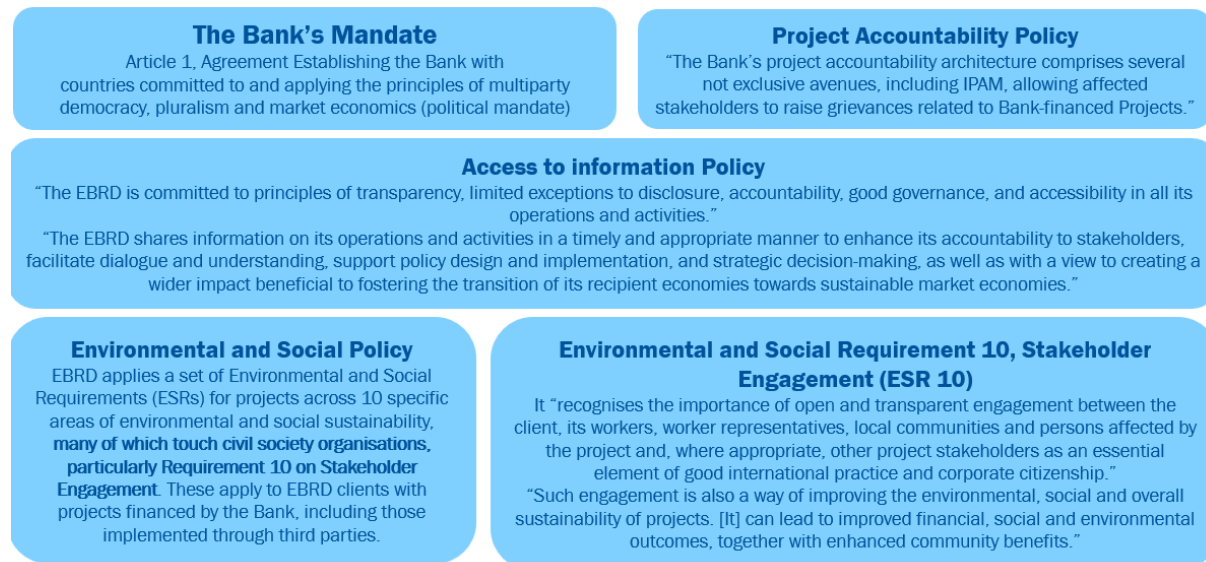 The Bank's Mandate
Article 1, Agreement Establishing the Bank with
countries committed to and applying the principles of multiparty
democracy, pluralism and market economics (political mandate)
Project Accountability Policy
“The Bank's project accountability architecture comprises several
not exclusive avenues, including IPAM, allowing affected
stakeholders to raise grievances related to Bank-financed Projects.”
Access to information Policy
“The EBRD is committed to principles of transparency, limited exceptions to disclosure, accountability, good governance, and accessibility in all its
operations and activities.”
“The EBRD shares information on its operations and activities in a timely and appropriate manner to enhance its accountability to stakeholders,
facilitate dialogue and understanding, support policy design and implementation, and strategic decision-making, as well as with a view to creating a
wider impact beneficial to fostering the transition of its recipient economies towards sustainable market economies.”
Environmental and Social Policy
EBRD applies a set of Environmental and Social
Requirements (ESRs) for projects across 10 specific
areas of environmental and social sustainability,
many of which touch civil society organisations,
particularly Requirement 10 on Stakeholder
Engagement. These apply to EBRD clients with
projects financed by the Bank, including those
implemented through third parties.
Environmental and Social Requirement 10, Stakeholder
Engagement (ESR 10)
It “recognises the importance of open and transparent engagement between the
client, its workers, worker representatives, local communities and persons affected by
the project and, where appropriate, other project stakeholders as an essential
element of good international practice and corporate citizenship.”
“Such engagement is also a way of improving the environmental, social and overall
sustainability of projects. [It] can lead to improved financial, social and environmental
outcomes, together with enhanced community benefits.”